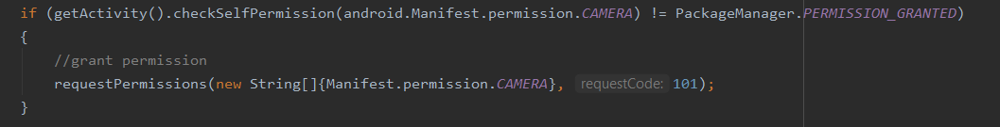 if (getActivity().checkSelfPermission(android.Manifest.permission.CAMERA) != PackageManager.PERMISSION_GRANTED)
{
//grant permission
requestPermissions(new String[]{Manifest.permission.CAMERA}, requestCode: 101);
}